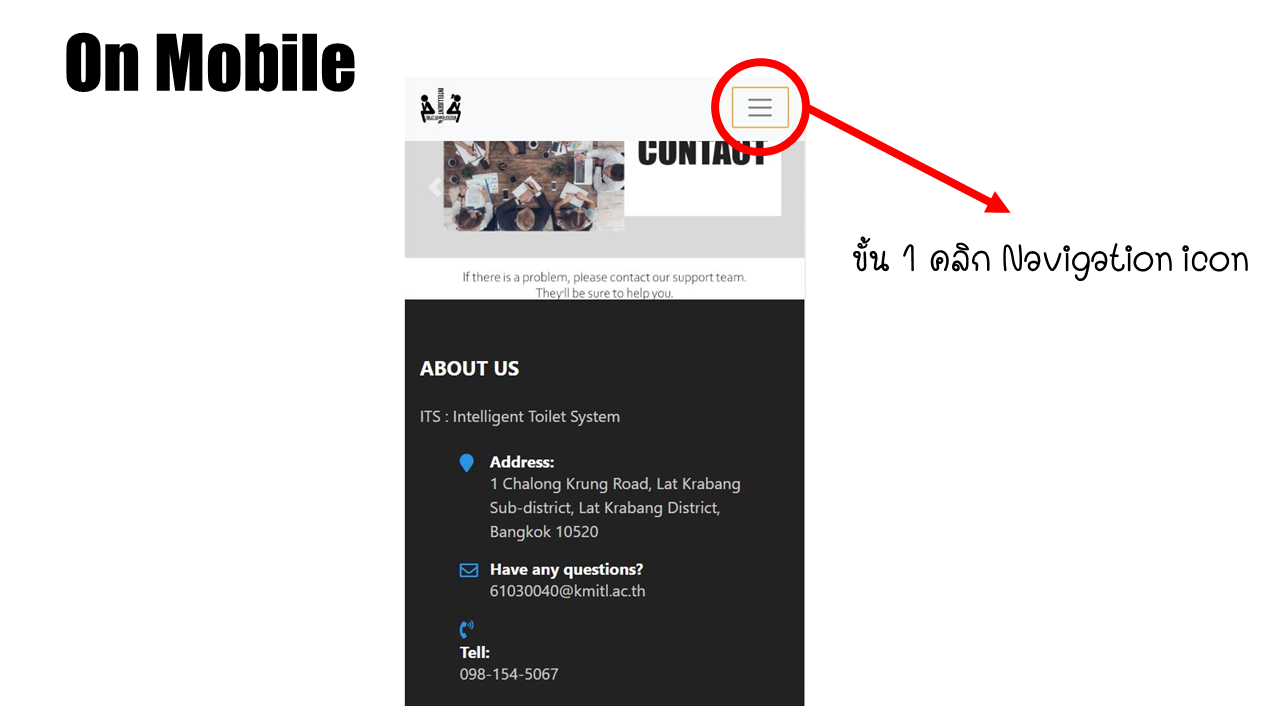 On Mobile
INTELLIGENT
CONTACT
ขั้น 1 คลิก Navigation icon
If there is a problem, please contact our support team.
They'll be sure to help you.
ABOUT US
ITS : Intelligent Toilet System
Address:
1 Chalong Krung Road, Lat Krabang
Sub-district, Lat Krabang District,
Bangkok 10520
Have any questions?
61030040@kmitl.ac.th
Tell:
098-154-5067